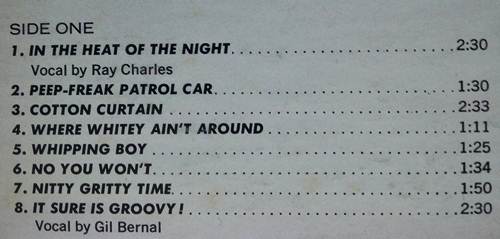 SIDE ONE
1. IN THE HEAT OF THE NIGHT..............................2:30
Vocal by Ray Charles
2. PEEP-FREAK PATROL CAR................................1:30
3. COTTON CURTAIN .......................................2:33
4. WHERE WHITEY AIN'T AROUND .........................1:11
5. WHIPPING BOY .........................................1:25
6. NO YOU WON'T..........................................1:34
7. NITTY GRITTY TIME.....................................1:50
8. IT SURE IS GROOVY!....................................2:30
Vocal by Gil Bernal